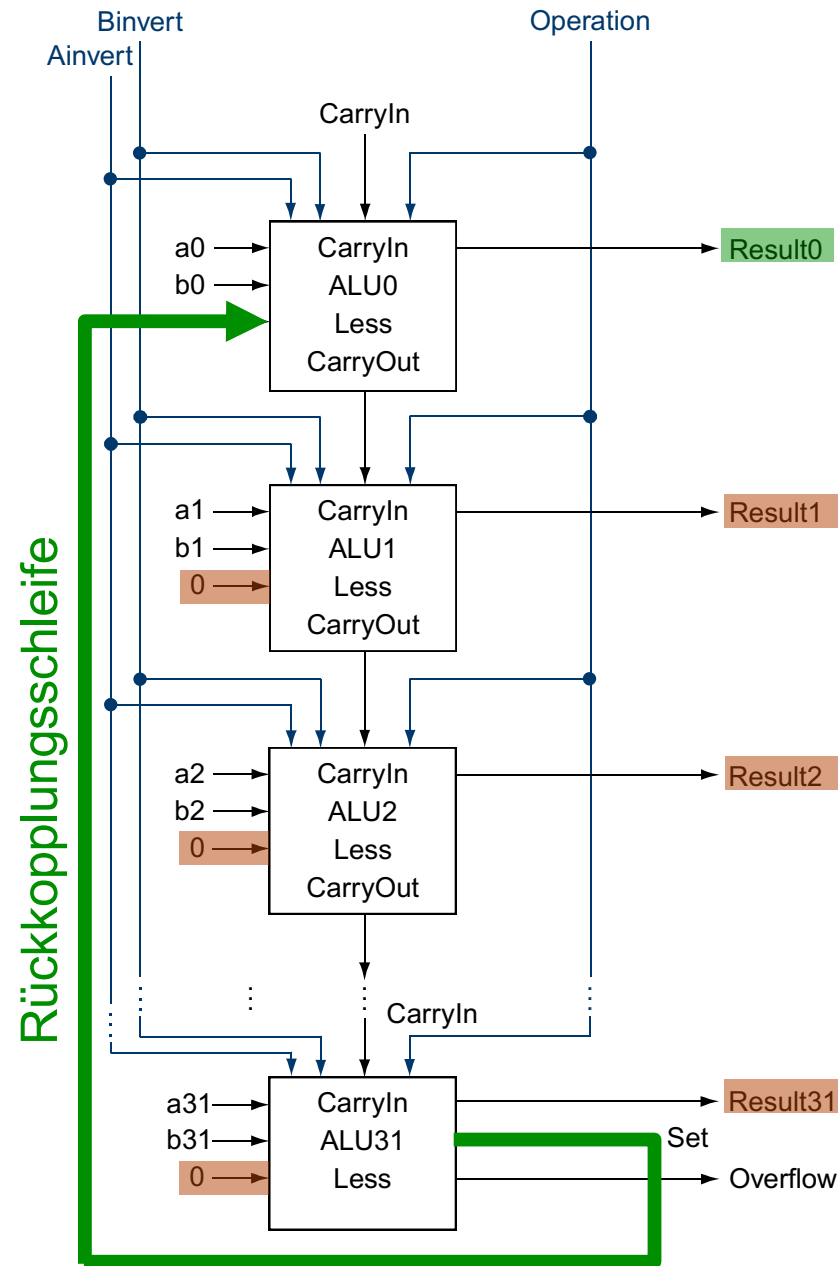 Binvert
Operation
Ainvert
CarryIn
a0 CarryIn Result0
b0 ALU0
Less
CarryOut
a1 CarryIn Result1
b1 ALU1
0 Less
CarryOut
Rückkopplungsschleife
a2 CarryIn Result2
b2 ALU2
0 Less
CarryOut
CarryIn
a31 CarryIn Result31
b31 ALU31 Set
0 Less Overflow